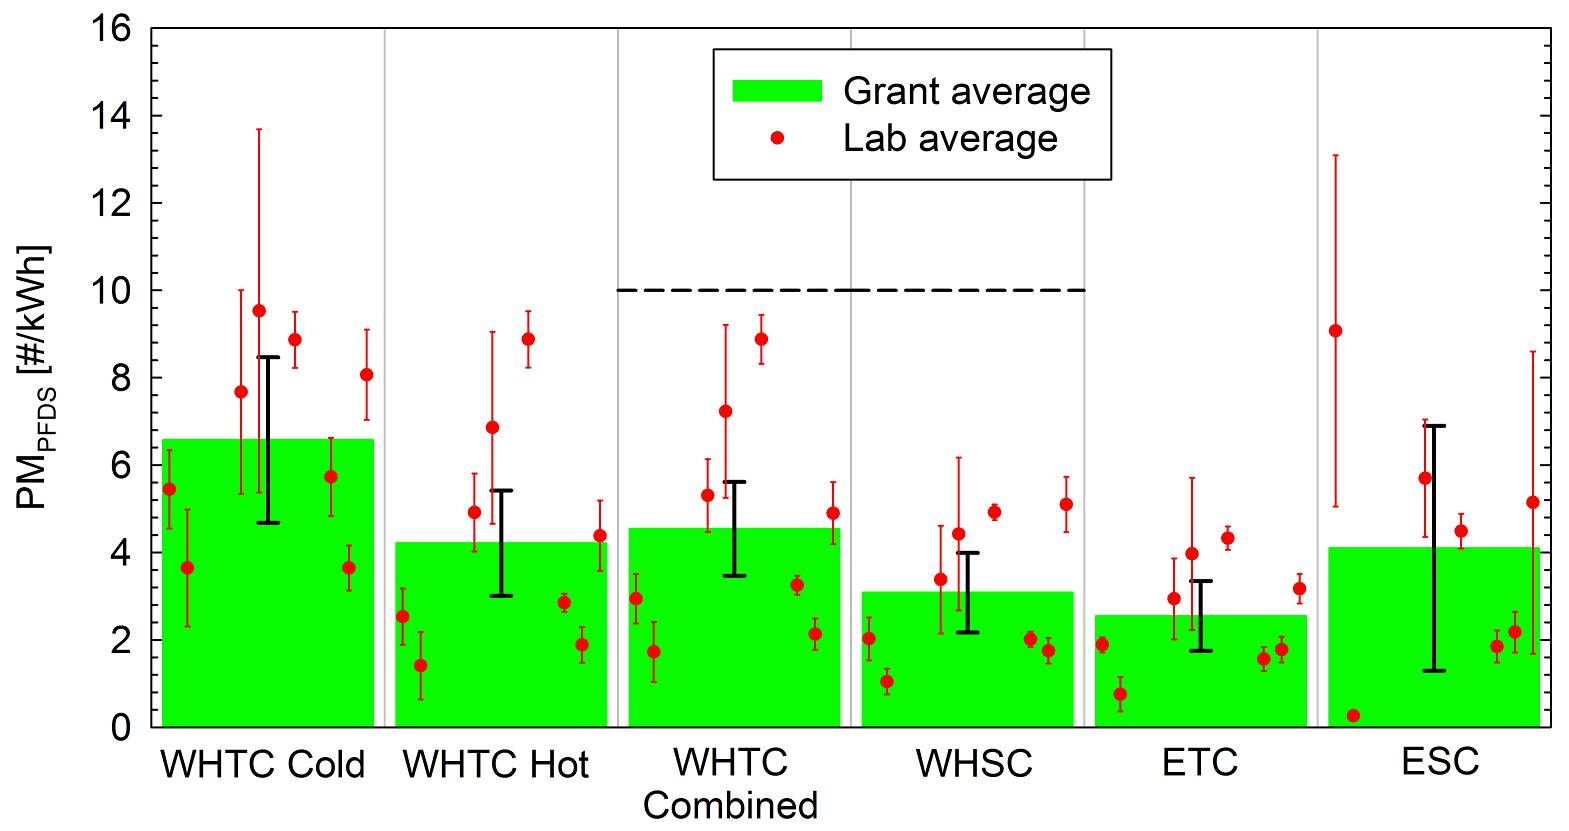 16
14
12
10
8
6
4
2
0
PM_PFDS [#/kWh]
Grant average
Lab average
WHTC Cold
WHTC Hot
WHTC
Combined
WHSC
ETC
ESC